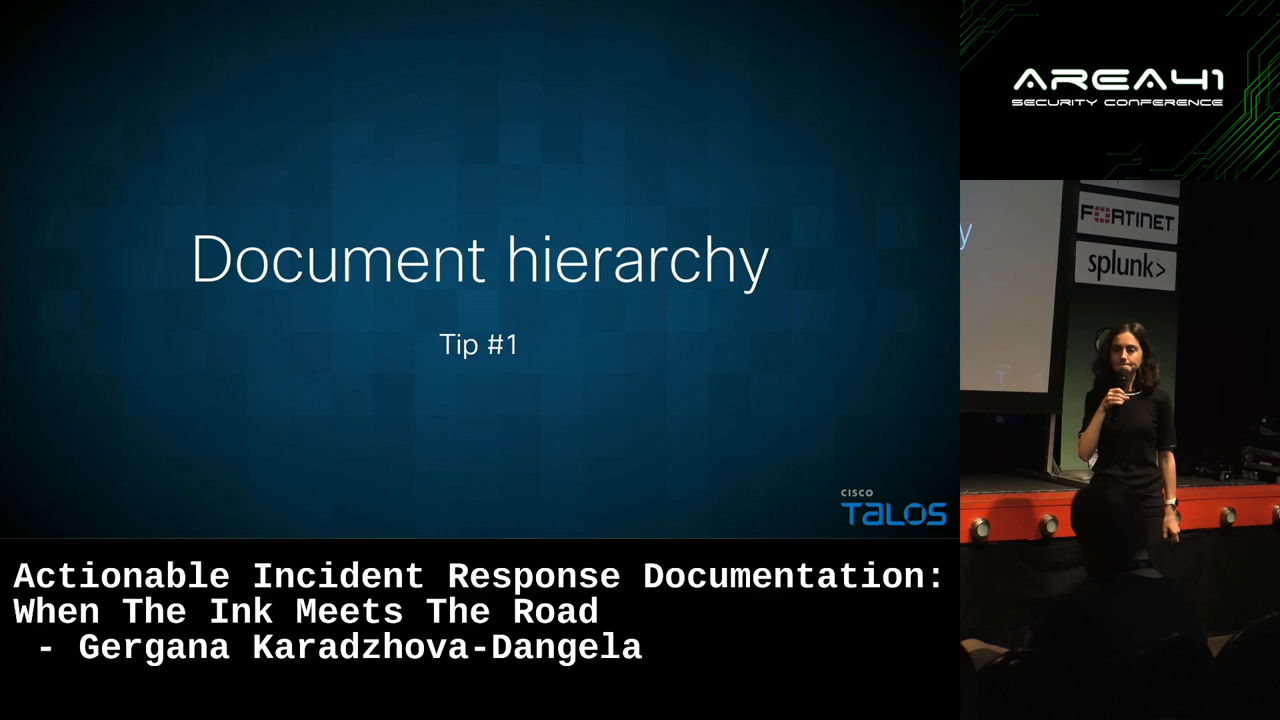 Document hierarchy
Tip #1
CISCO
TALOS
AREA41
SECURITY CONFERENCE
y
FORTINET
splunk>
Actionable Incident Response Documentation:
When The Ink Meets The Road
- Gergana Karadzhova-Dangela